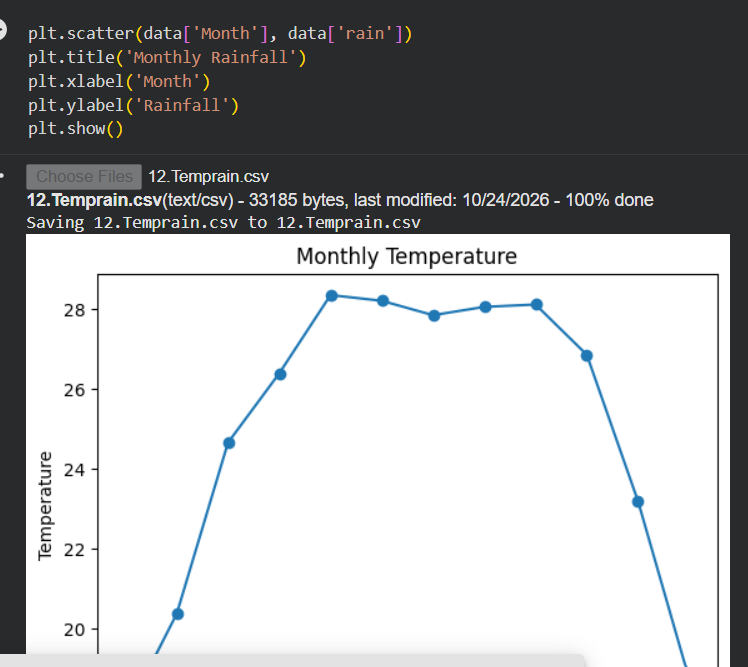 plt.scatter(data['Month'], data['rain'])
plt.title('Monthly Rainfall')
plt.xlabel('Month')
plt.ylabel('Rainfall')
plt.show()
Choose Files 12.Temprain.csv
12.Temprain.csv(text/csv) - 33185 bytes, last modified: 10/24/2026 - 100% done
Saving 12.Temprain.csv to 12.Temprain.csv
Monthly Temperature
28
26
24
22
20
Temperature